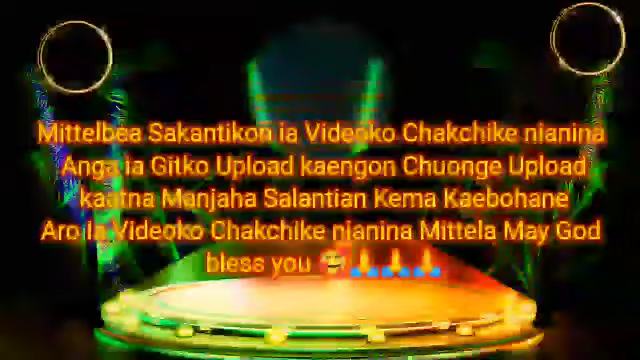 Mittelbea Sakantikon ia Videoko Chakchike nianina
Anga ia Gitko Upload kaengon Chuonge Upload
kaatna Manjaha Salantian Kema Kaebohane
Aro ia Videoko Chakchike nianina Mittela May God
bless you 😇🙏🙏🙏